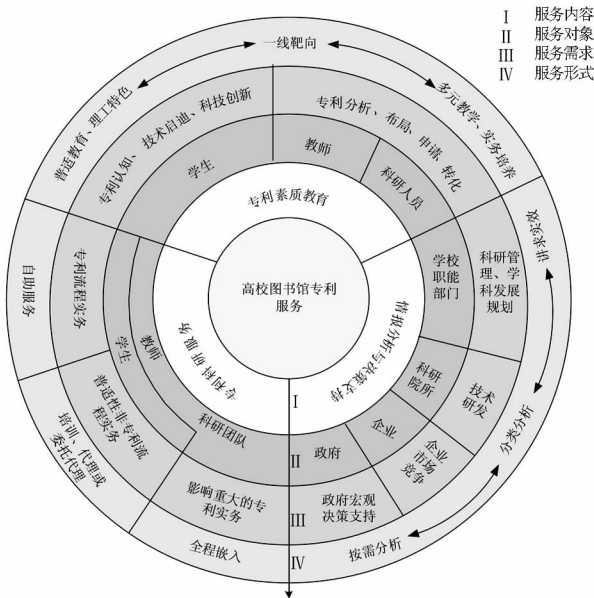 Ⅰ 服务内容
Ⅱ 服务对象
Ⅲ 服务需求
Ⅳ 服务形式
一线靶向
普适教育、理工特色
多元教学、实务培养
专利认知、技术启迪、科技创新
专利分析、布局、申请、转化
学生
教师
科研人员
专利素质教育
高校图书馆专利
服务
专利科研服务
情报分析与决策支持
自助服务
专利流程实务
学生
教师
学校
职能
部门
科研管
理、学
科发展
规划
讲求实效
普适性非专利流
程实务
培训、代理或
委托代理
科研团队
影响重大的专
利实务
全程嵌入
科研
院所
技术
研发
分类分析
企业
企业
市场
竞争
政府
政府宏观
决策支持
按需分析
Ⅰ
Ⅱ
Ⅲ
Ⅳ